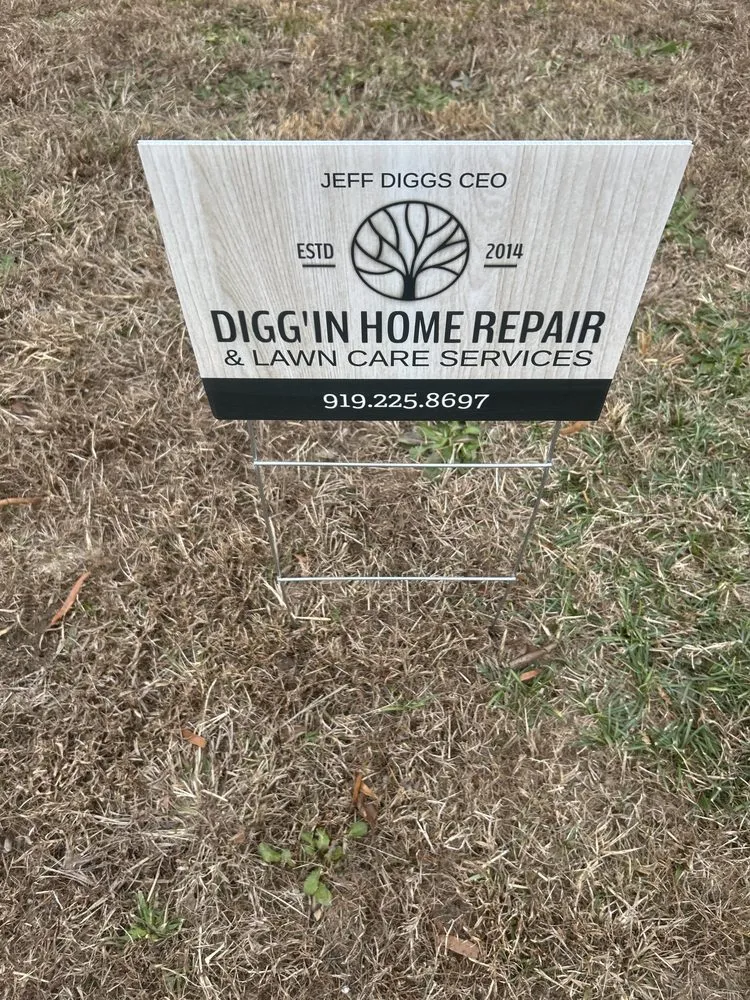 JEFF DIGGS CEO
ESTD 2014
DIGG'IN HOME REPAIR
& LAWN CARE SERVICES
919.225.8697